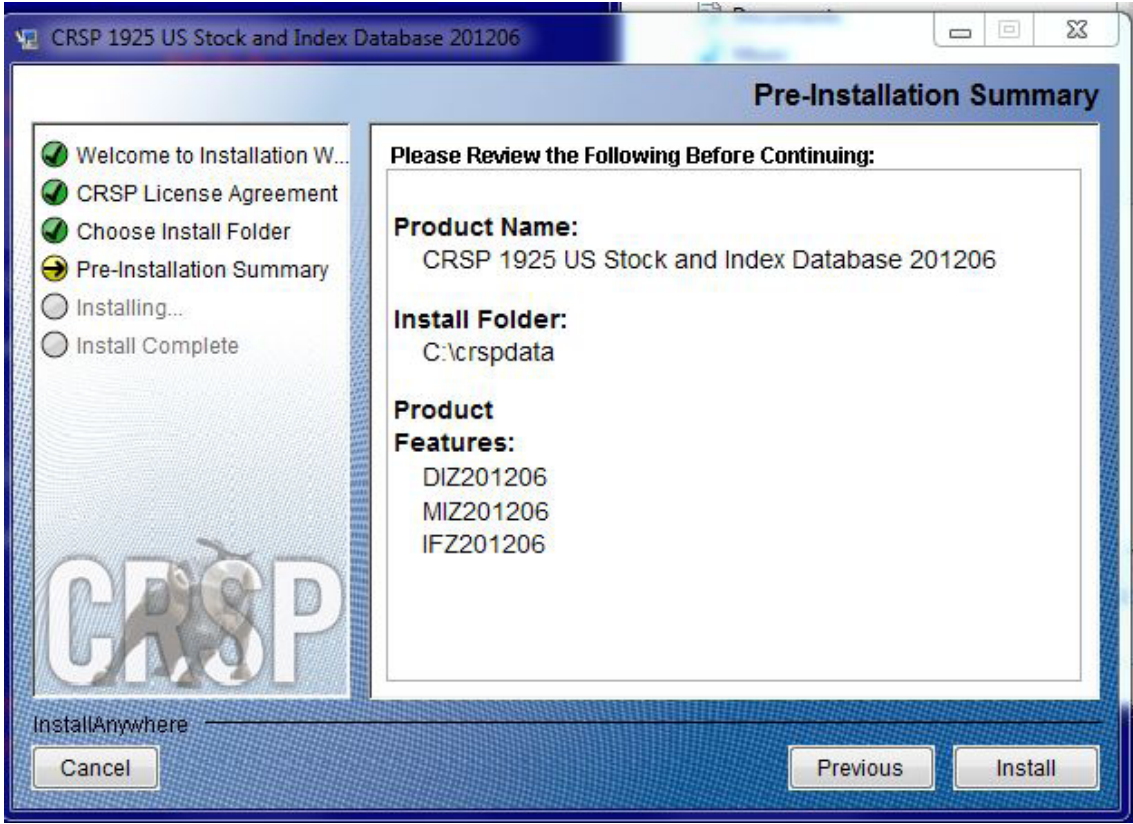 CRSP 1925 US Stock and Index Database 201206
Pre-Installation Summary
Welcome to Installation W...
CRSP License Agreement
Choose Install Folder
Pre-Installation Summary
Installing...
Install Complete
CRSP
Please Review the Following Before Continuing:
Product Name:
CRSP 1925 US Stock and Index Database 201206
Install Folder:
C:\crspdata
Product
Features:
DIZ201206
MIZ201206
IFZ201206
InstallAnywhere
Cancel
Previous
Install